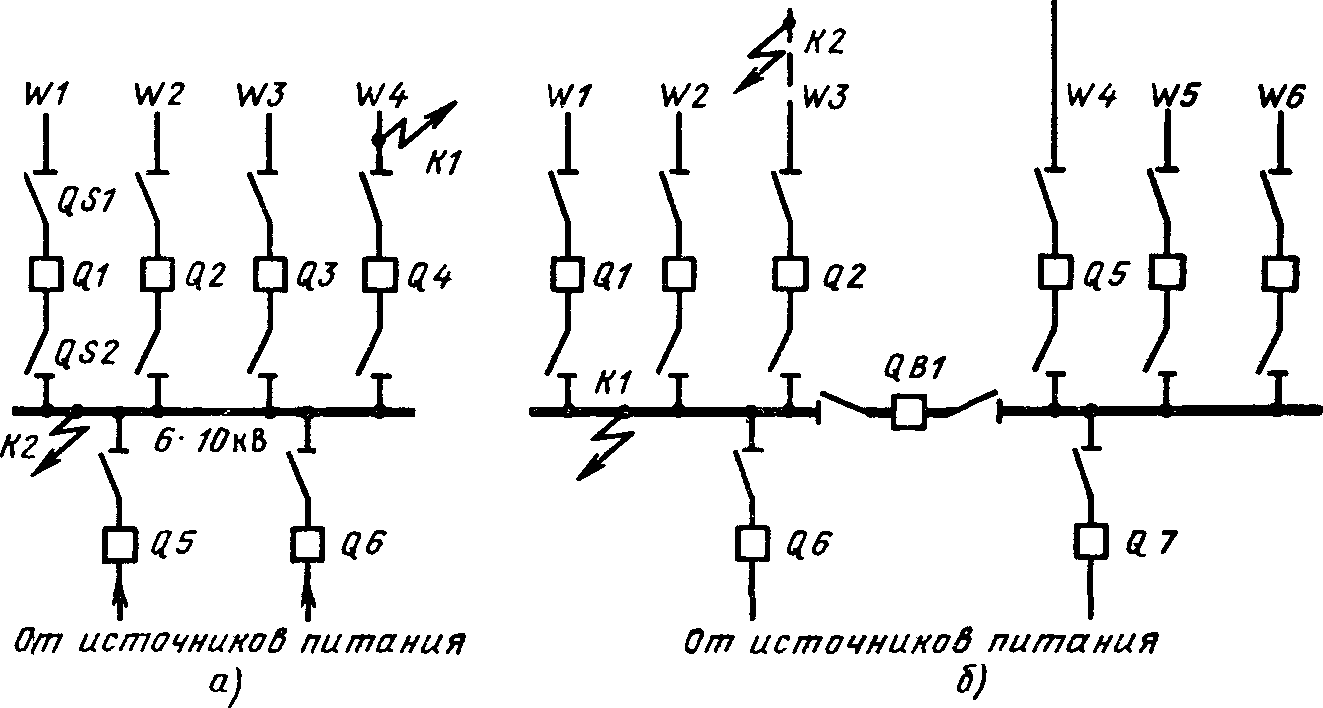 K2
W1 W2 W3 W4 W1 W2 W3 W4 W5 W6
K1
QS1
Q1 Q2 Q3 Q4 Q1 Q2 Q5
QS2
QB1
K1
K2 6·10кв
Q5 Q6 Q6 Q7
От источников питания От источников питания
а) б)